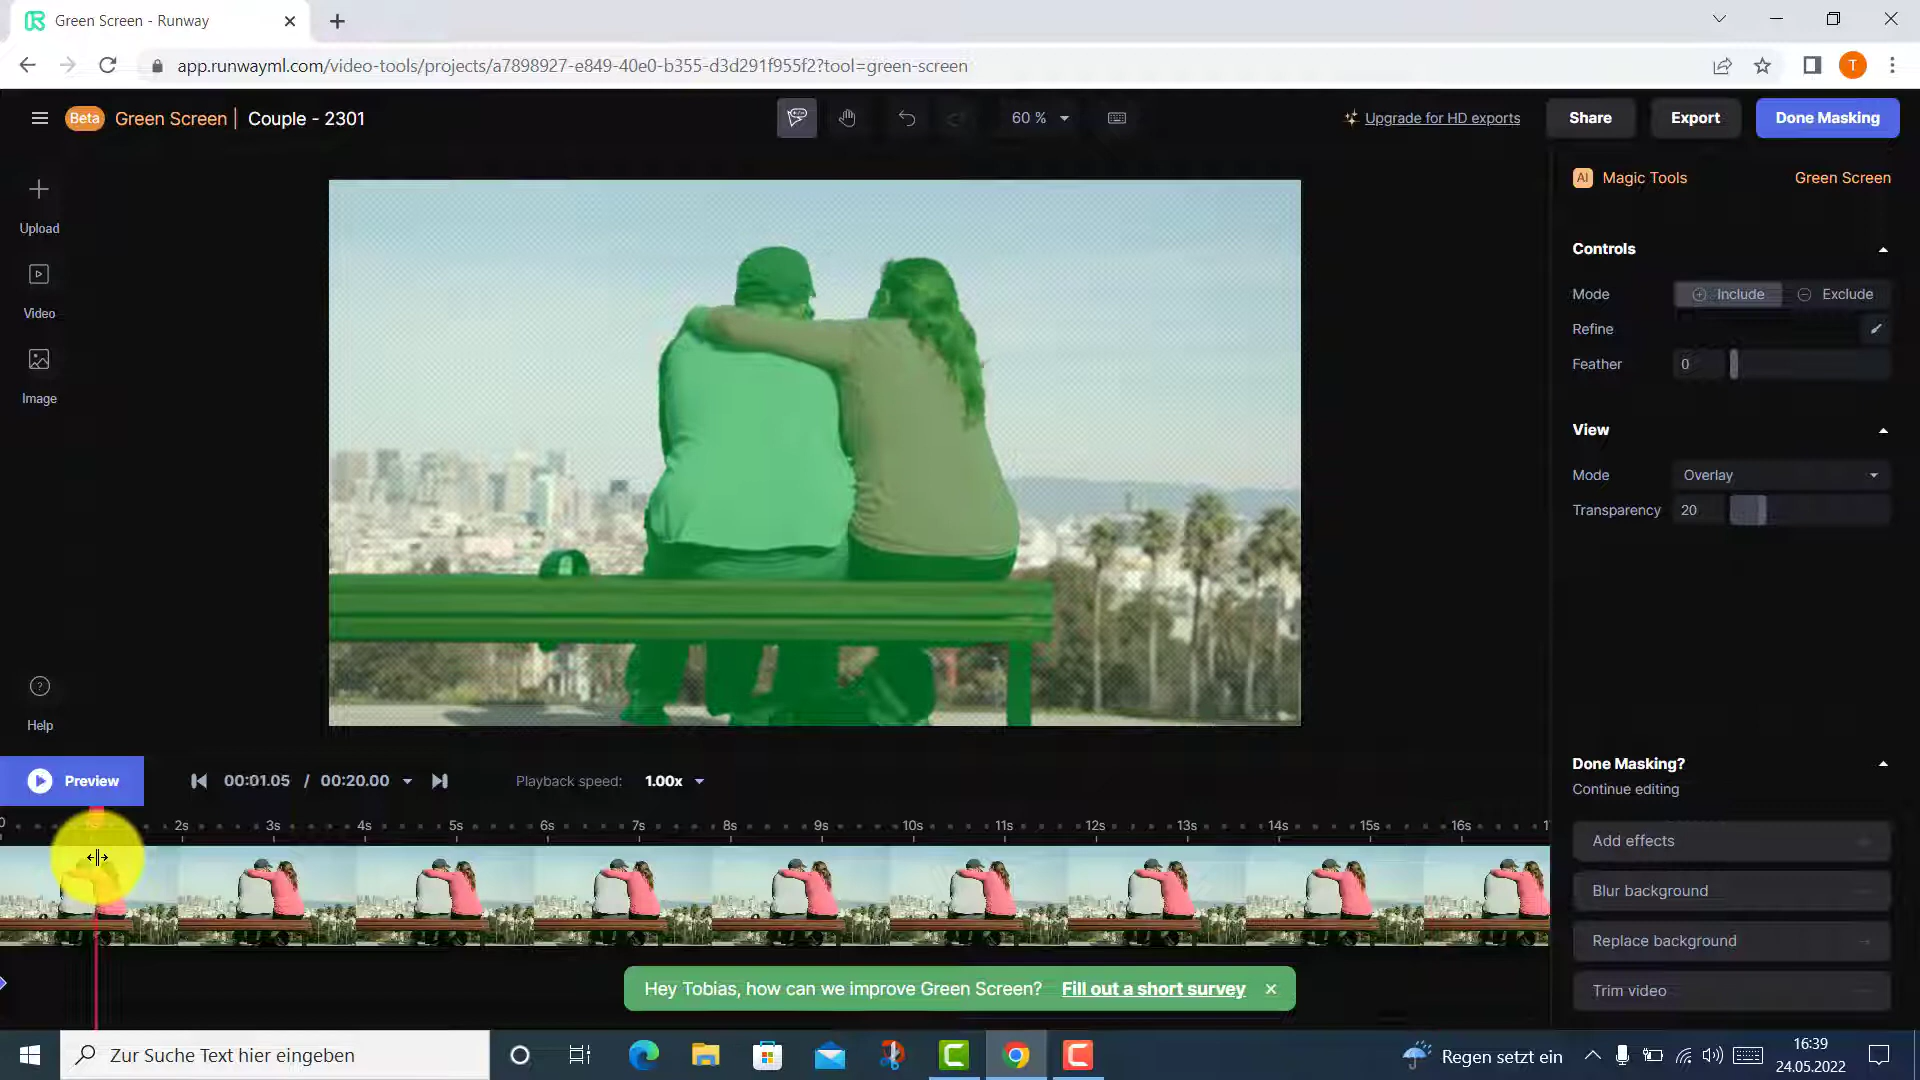 Green Screen - Runway
app.runwayml.com/video-tools/projects/a7898927-e849-40e0-b355-d3d291f955f2?tool=green-screen
T
Beta Green Screen | Couple - 2301
60 %
Upgrade for HD exports
Share
Export
Done Masking
Upload
Video
Image
Help
AI Magic Tools
Green Screen
Controls
Mode
Include
Exclude
Refine
Feather
0
View
Mode
Overlay
Transparency
20
Preview
00:01.05 / 00:20.00
Playback speed:
1.00x
Done Masking?
Continue editing
0 2s 3s 4s 5s 6s 7s 8s 9s 10s 11s 12s 13s 14s 15s 16s
Add effects
Blur background
Replace background
Trim video
Hey Tobias, how can we improve Green Screen? Fill out a short survey
Zur Suche Text hier eingeben
Regen setzt ein
16:39
24.05.2022